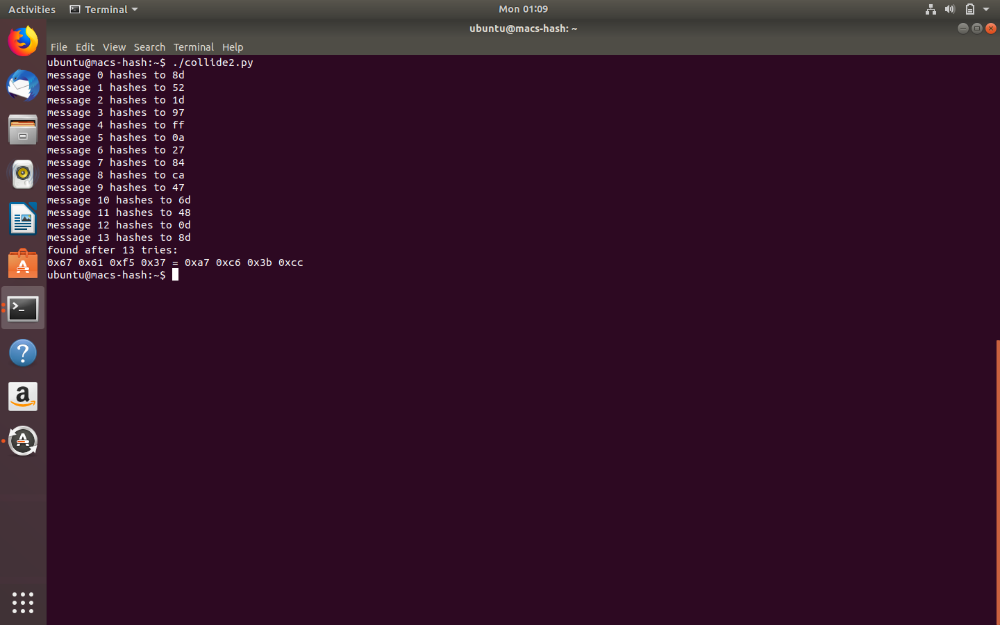 Activities Terminal Mon 01:09
ubuntu@macs-hash: ~
File Edit View Search Terminal Help
ubuntu@macs-hash:~$ ./collide2.py
message 0 hashes to 8d
message 1 hashes to 52
message 2 hashes to 1d
message 3 hashes to 97
message 4 hashes to ff
message 5 hashes to 0a
message 6 hashes to 27
message 7 hashes to 84
message 8 hashes to ca
message 9 hashes to 47
message 10 hashes to 6d
message 11 hashes to 48
message 12 hashes to 0d
message 13 hashes to 8d
found after 13 tries:
0x67 0x61 0xf5 0x37 = 0xa7 0xc6 0x3b 0xcc
ubuntu@macs-hash:~$